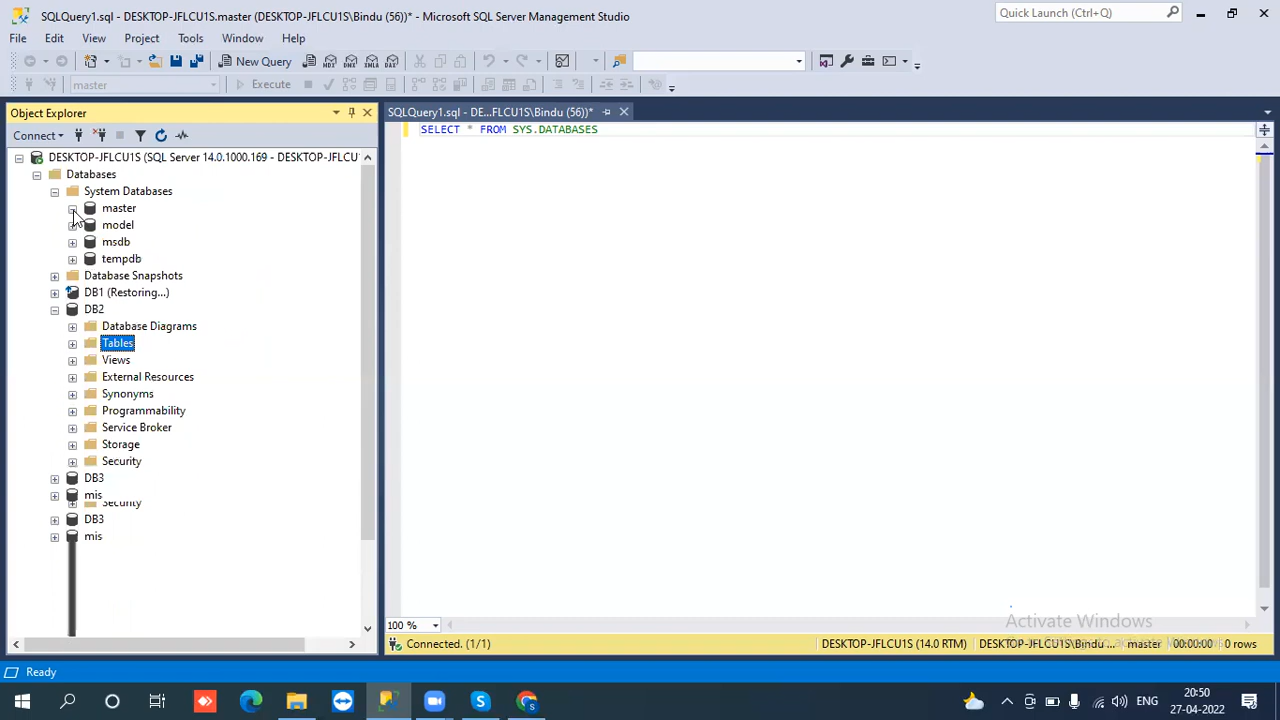 SQLQuery1.sql - DESKTOP-JFLCU1S.master (DESKTOP-JFLCU1S\Bindu (56))* - Microsoft SQL Server Management Studio
Quick Launch (Ctrl+Q)
File Edit View Project Tools Window Help
New Query
master
Execute
Object Explorer
SQLQuery1.sql - DE...FLCU1S\Bindu (56))*
Connect
SELECT * FROM SYS.DATABASES
DESKTOP-JFLCU1S (SQL Server 14.0.1000.169 - DESKTOP-JFLCU
Databases
System Databases
master
model
msdb
tempdb
Database Snapshots
DB1 (Restoring...)
DB2
Database Diagrams
Tables
Views
External Resources
Synonyms
Programmability
Service Broker
Storage
Security
DB3
mis
Security
DB3
mis
Activate Windows
100 %
Connected. (1/1)
DESKTOP-JFLCU1S (14.0 RTM)
DESKTOP-JFLCU1S\Bindu ...
master
00:00:00
0 rows
Ready
ENG
20:50
27-04-2022